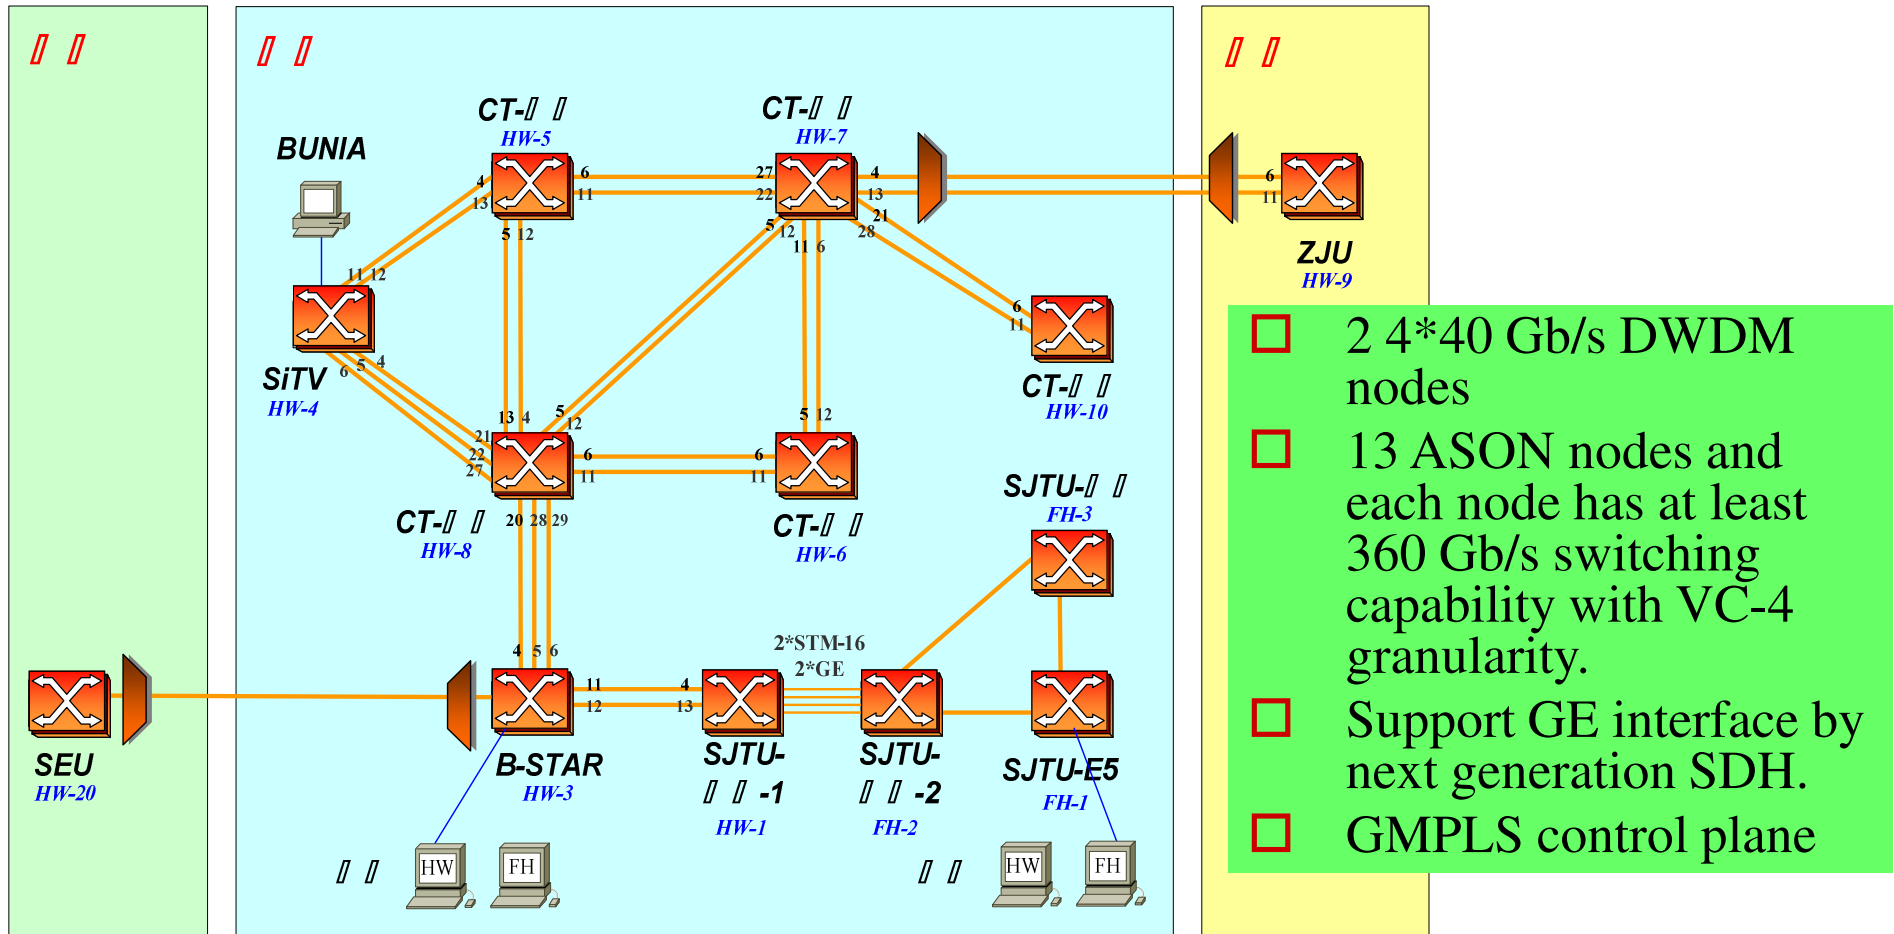 CT-
HW-5
CT-
HW-7
BUNIA
4
13
6
11
27
22
4
13
21
28
6
11
5
12
5
12
11
6
ZJU
HW-9
11
12
6
11
SiTV
HW-4
6
5
4
CT-
HW-10
13
4
5
12
5
12
21
22
27
6
11
6
11
CT-
HW-8
20
28
29
CT-
HW-6
SJTU-
FH-3
4
5
6
2*STM-16
2*GE
11
12
4
13
SEU
HW-20
B-STAR
HW-3
SJTU-
-1
HW-1
SJTU-
-2
FH-2
SJTU-E5
FH-1
HW
FH
HW
FH
2 4*40 Gb/s DWDM
nodes
13 ASON nodes and
each node has at least
360 Gb/s switching
capability with VC-4
granularity.
Support GE interface by
next generation SDH.
GMPLS control plane